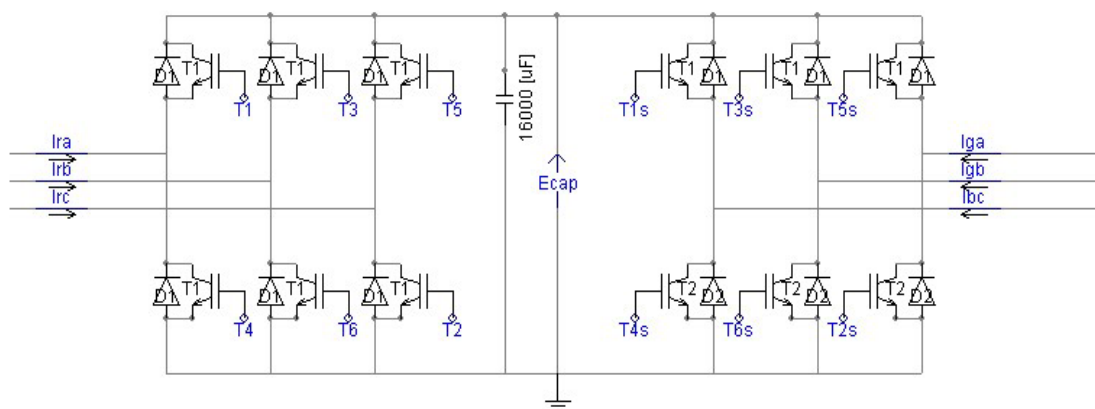 D1 T1 D1 T1 D1 T1 T1 D1 T1 D1 T1 D1
T1 T3 T5 T1s T3s T5s
16000 [uF]
Ira Iga
Irb Igb
Irc Ibc
Ecap
D1 T1 D1 T1 D1 T1 T2 D2 T2 D2 T2 D2
T4 T6 T2 T4s T6s T2s